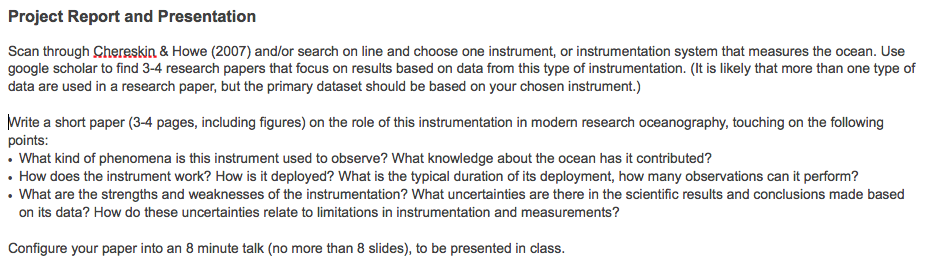 Project Report and Presentation
Scan through Chereskin & Howe (2007) and/or search on line and choose one instrument, or instrumentation system that measures the ocean. Use
google scholar to find 3-4 research papers that focus on results based on data from this type of instrumentation. (It is likely that more than one type of
data are used in a research paper, but the primary dataset should be based on your chosen instrument.)
Write a short paper (3-4 pages, including figures) on the role of this instrumentation in modern research oceanography, touching on the following
points:
• What kind of phenomena is this instrument used to observe? What knowledge about the ocean has it contributed?
• How does the instrument work? How is it deployed? What is the typical duration of its deployment, how many observations can it perform?
• What are the strengths and weaknesses of the instrumentation? What uncertainties are there in the scientific results and conclusions made based
on its data? How do these uncertainties relate to limitations in instrumentation and measurements?
Configure your paper into an 8 minute talk (no more than 8 slides), to be presented in class.